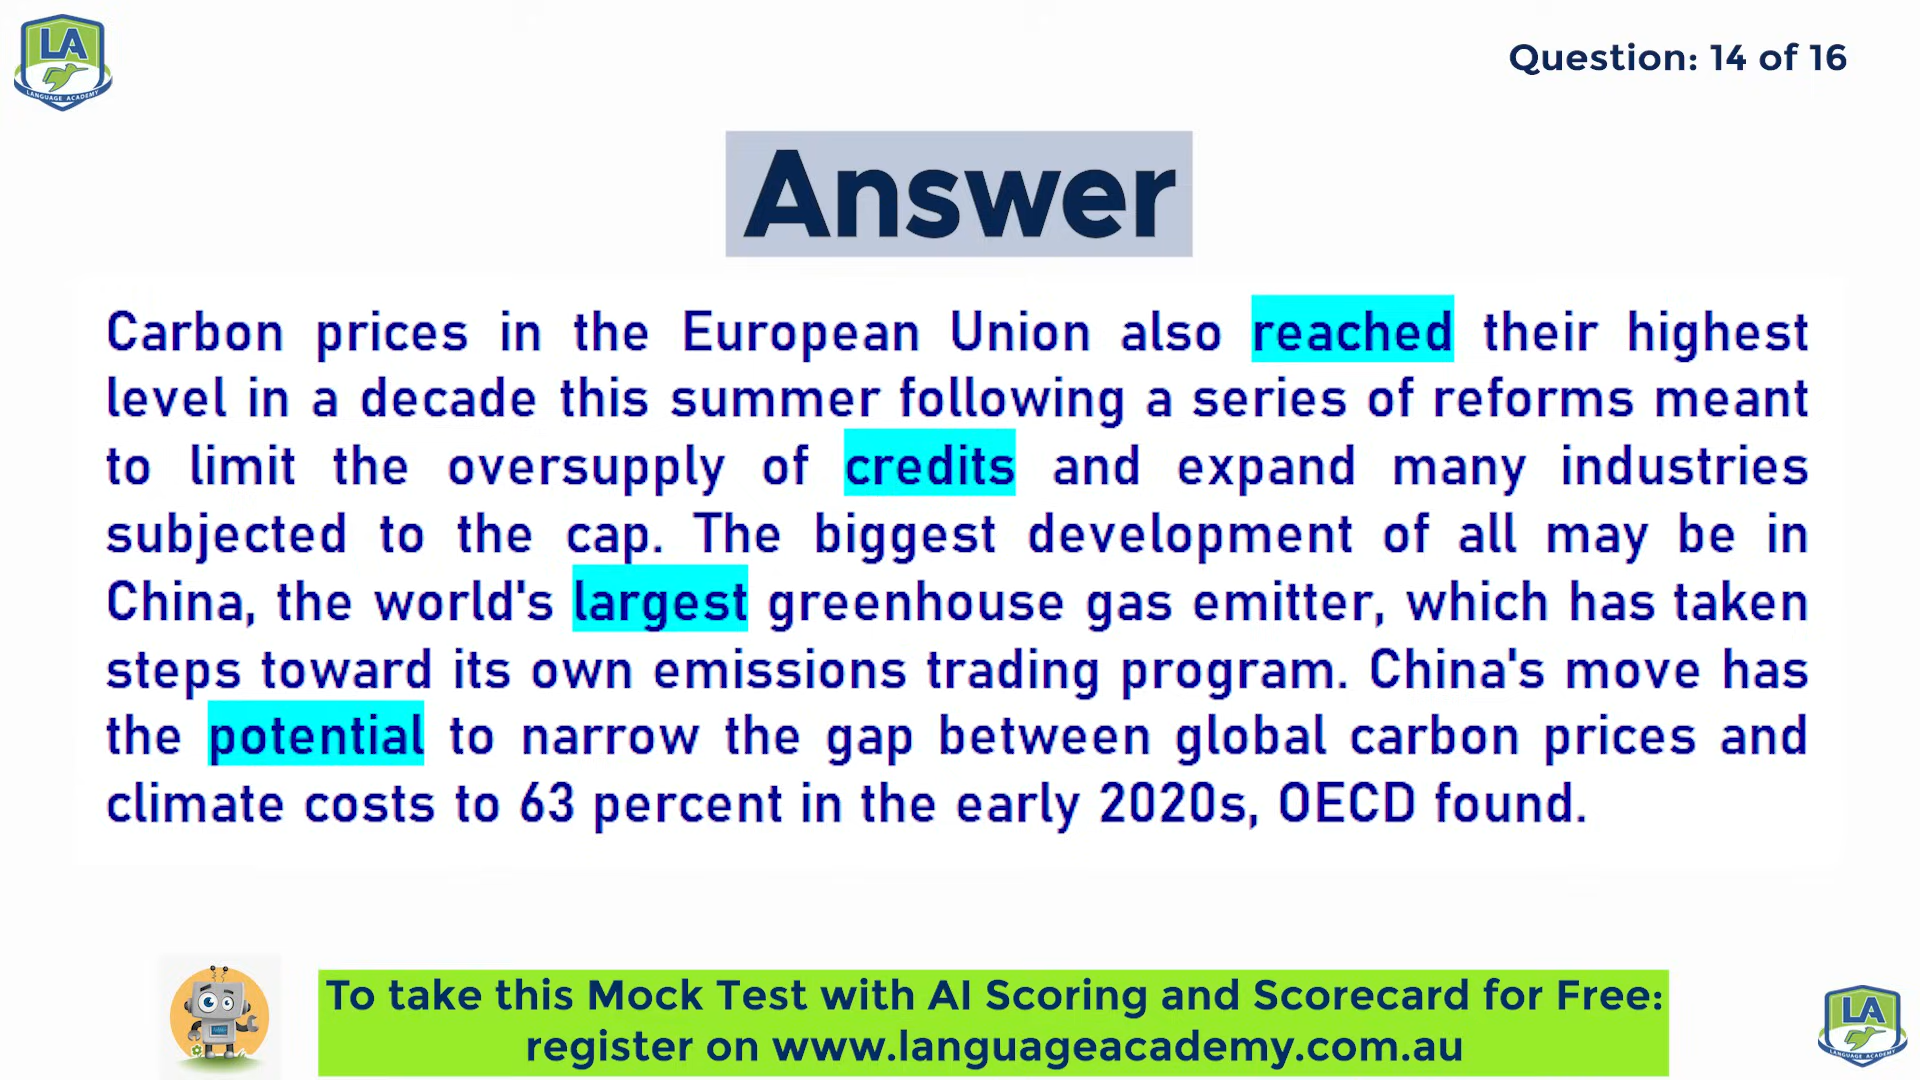 LA
LANGUAGE ACADEMY
Question: 14 of 16
Answer
Carbon prices in the European Union also reached their highest
level in a decade this summer following a series of reforms meant
to limit the oversupply of credits and expand many industries
subjected to the cap. The biggest development of all may be in
China, the world's largest greenhouse gas emitter, which has taken
steps toward its own emissions trading program. China's move has
the potential to narrow the gap between global carbon prices and
climate costs to 63 percent in the early 2020s, OECD found.
To take this Mock Test with AI Scoring and Scorecard for Free:
register on www.languageacademy.com.au
LA
LANGUAGE ACADEMY